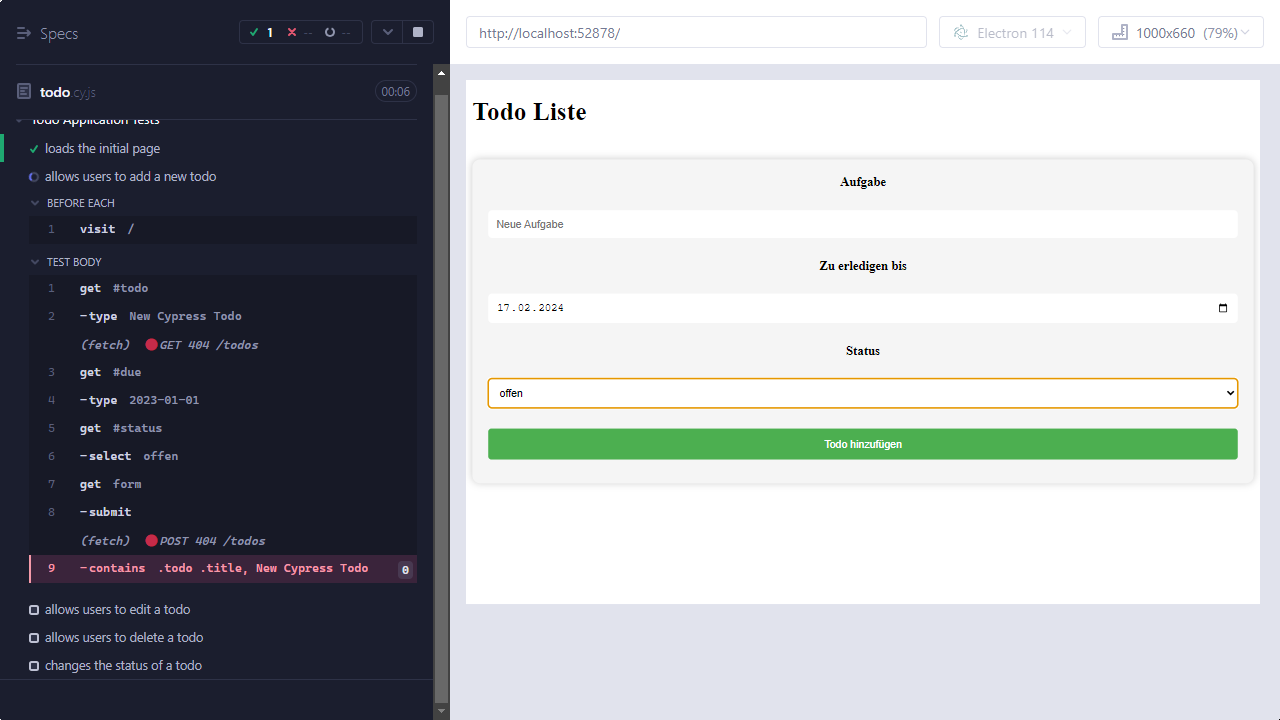 Specs
1
--
--
todo.cy.js
00:06
Todo Application Tests
loads the initial page
allows users to add a new todo
BEFORE EACH
1 visit /
TEST BODY
1 get #todo
2 -type New Cypress Todo
(fetch) GET 404 /todos
3 get #due
4 -type 2023-01-01
5 get #status
6 -select offen
7 get form
8 -submit
(fetch) POST 404 /todos
9 -contains .todo .title, New Cypress Todo 0
allows users to edit a todo
allows users to delete a todo
changes the status of a todo
http://localhost:52878/
Electron 114
1000x660 (79%)
Todo Liste
Aufgabe
Neue Aufgabe
Zu erledigen bis
17.02.2024
Status
offen
Todo hinzufügen